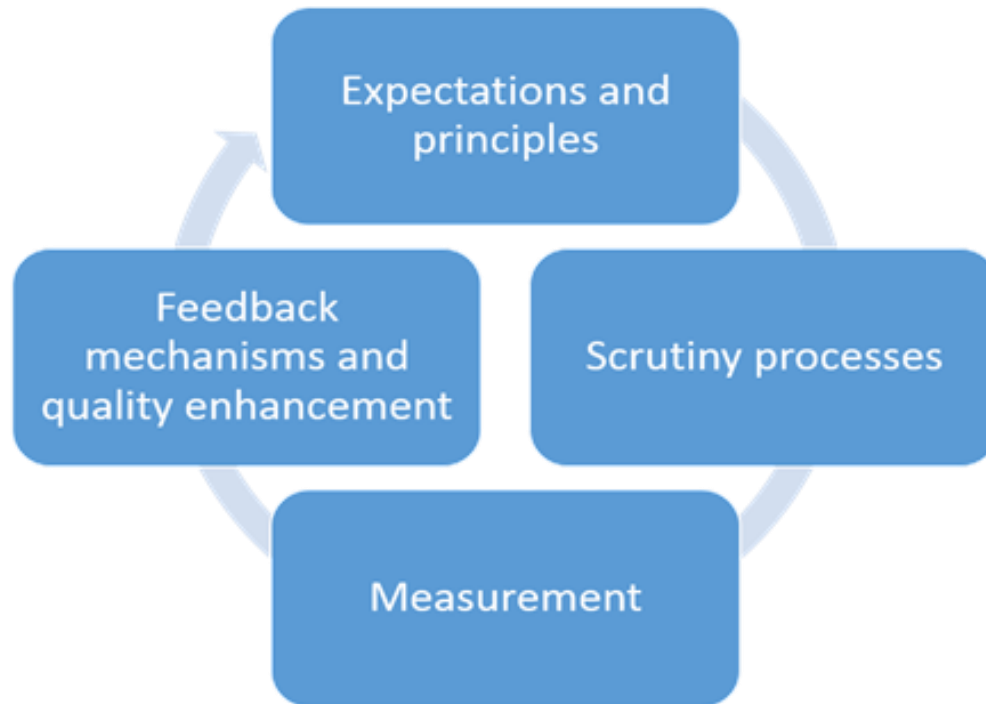 Expectations and
principles
Scrutiny processes
Measurement
Feedback
mechanisms and
quality enhancement